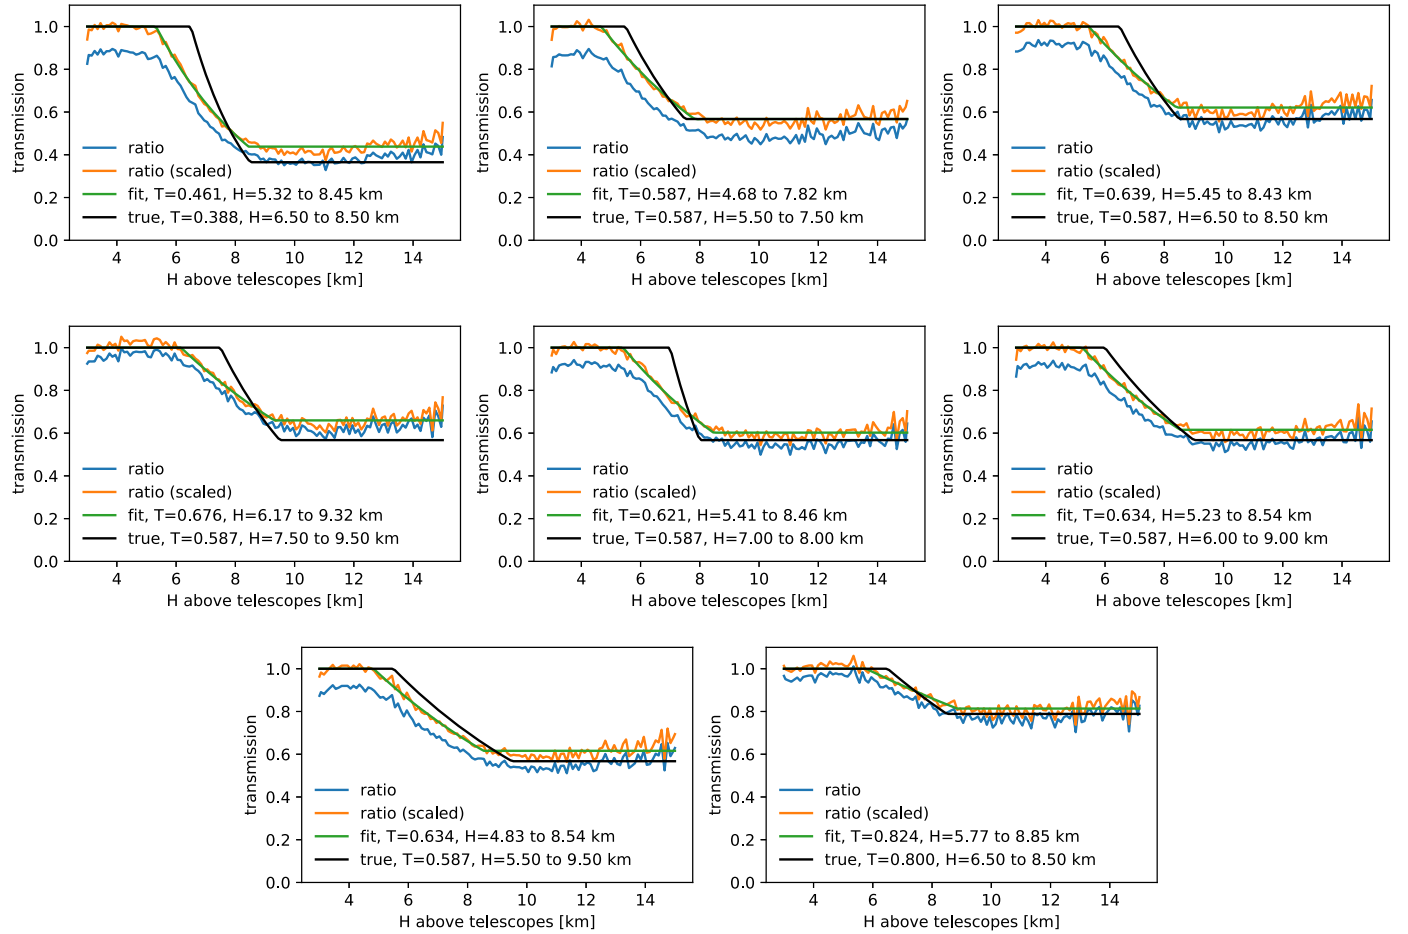 transmission
1.0
0.8
0.6
0.4
0.2
0.0
ratio
ratio (scaled)
fit, T=0.461, H=5.32 to 8.45 km
true, T=0.388, H=6.50 to 8.50 km
4 6 8 10 12 14
H above telescopes [km]
transmission
1.0
0.8
0.6
0.4
0.2
0.0
ratio
ratio (scaled)
fit, T=0.587, H=4.68 to 7.82 km
true, T=0.587, H=5.50 to 7.50 km
4 6 8 10 12 14
H above telescopes [km]
transmission
1.0
0.8
0.6
0.4
0.2
0.0
ratio
ratio (scaled)
fit, T=0.639, H=5.45 to 8.43 km
true, T=0.587, H=6.50 to 8.50 km
4 6 8 10 12 14
H above telescopes [km]
transmission
1.0
0.8
0.6
0.4
0.2
0.0
ratio
ratio (scaled)
fit, T=0.676, H=6.17 to 9.32 km
true, T=0.587, H=7.50 to 9.50 km
4 6 8 10 12 14
H above telescopes [km]
transmission
1.0
0.8
0.6
0.4
0.2
0.0
ratio
ratio (scaled)
fit, T=0.621, H=5.41 to 8.46 km
true, T=0.587, H=7.00 to 8.00 km
4 6 8 10 12 14
H above telescopes [km]
transmission
1.0
0.8
0.6
0.4
0.2
0.0
ratio
ratio (scaled)
fit, T=0.634, H=5.23 to 8.54 km
true, T=0.587, H=6.00 to 9.00 km
4 6 8 10 12 14
H above telescopes [km]
transmission
1.0
0.8
0.6
0.4
0.2
0.0
ratio
ratio (scaled)
fit, T=0.634, H=4.83 to 8.54 km
true, T=0.587, H=5.50 to 9.50 km
4 6 8 10 12 14
H above telescopes [km]
transmission
1.0
0.8
0.6
0.4
0.2
0.0
ratio
ratio (scaled)
fit, T=0.824, H=5.77 to 8.85 km
true, T=0.800, H=6.50 to 8.50 km
4 6 8 10 12 14
H above telescopes [km]